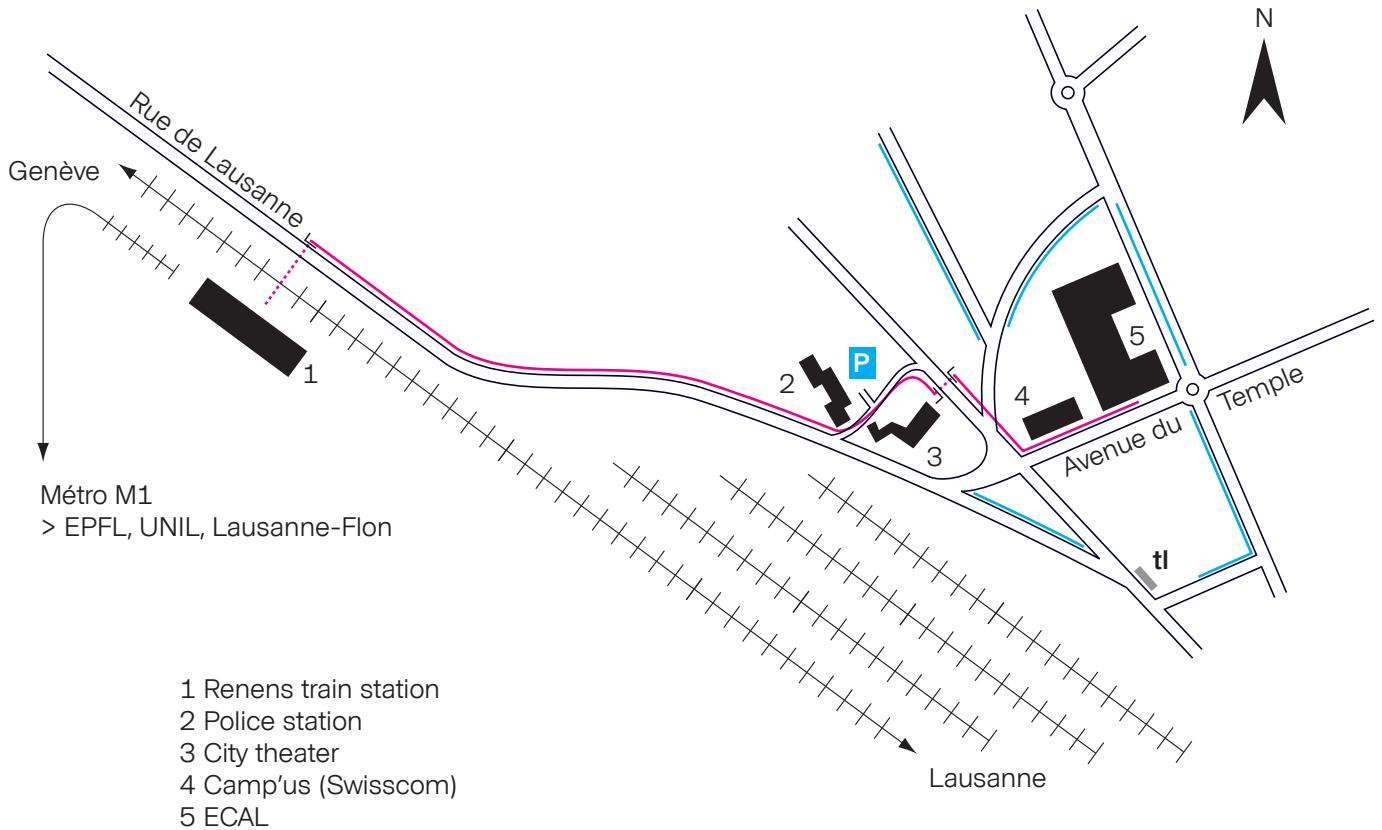 N
Rue de Lausanne
Genève
1
2
P
3
4
5
Avenue du Temple
tl
Métro M1
> EPFL, UNIL, Lausanne-Flon
Lausanne
1 Renens train station
2 Police station
3 City theater
4 Camp'us (Swisscom)
5 ECAL